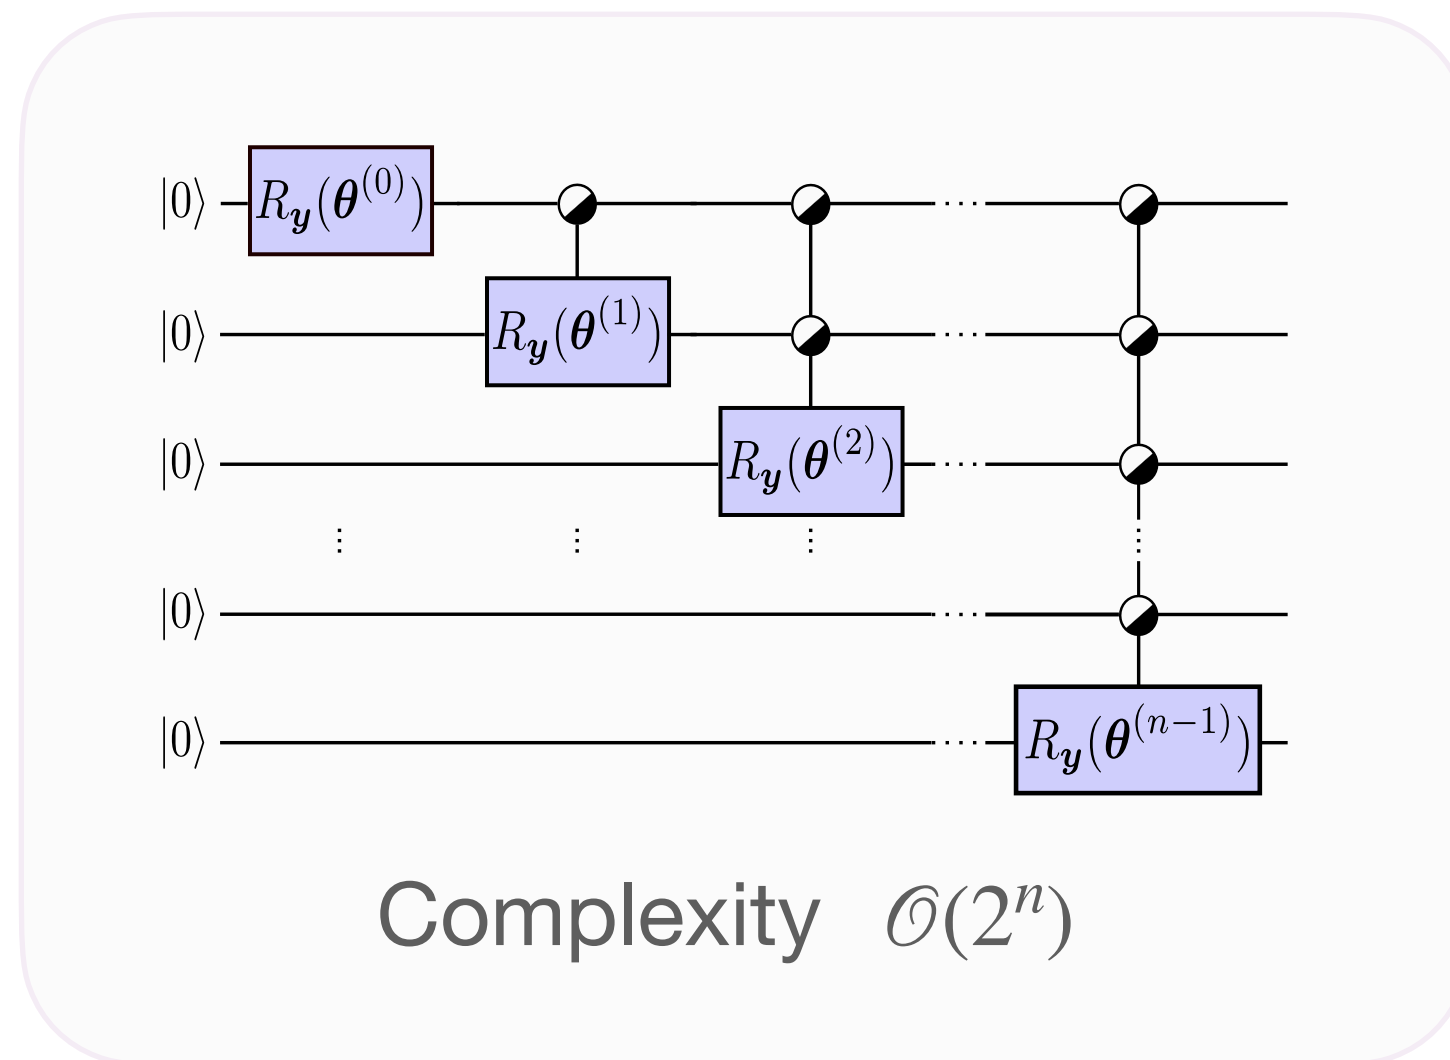 |0⟩ R_y(θ^(0))
|0⟩ R_y(θ^(1))
|0⟩ R_y(θ^(2))
|0⟩
|0⟩ R_y(θ^(n−1))
Complexity 𝒪(2^n)